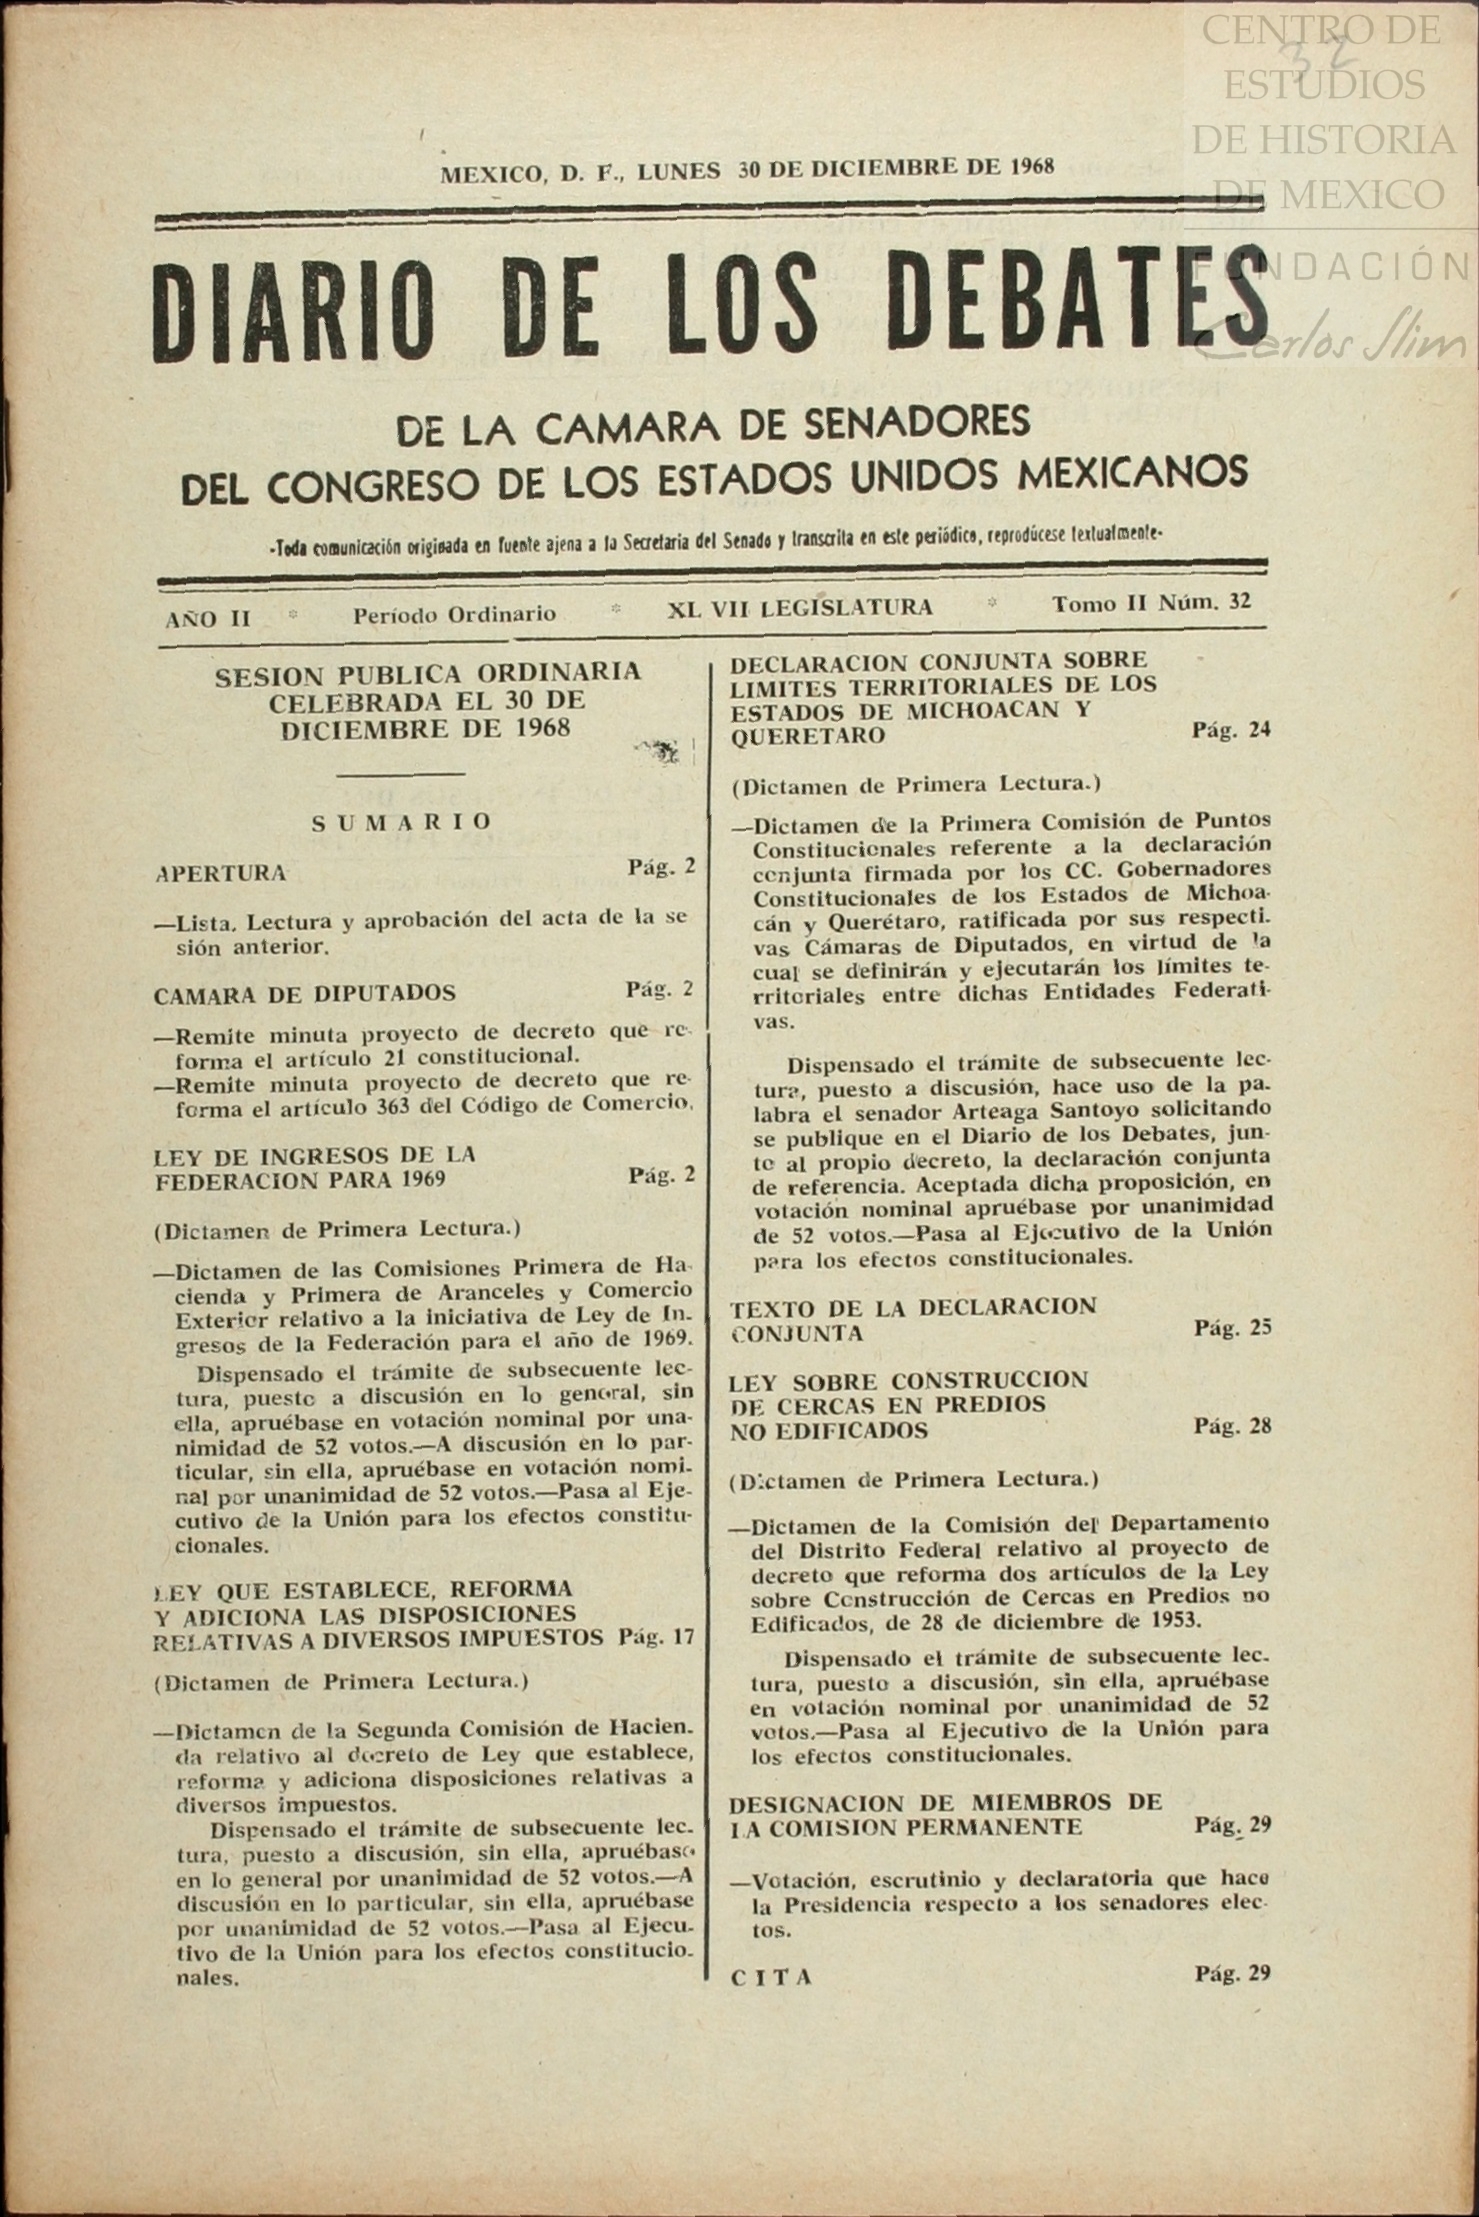 CENTRO DE
ESTUDIOS
DE HISTORIA
DE MEXICO
FUNDACIÓN
Carlos Slim
32
MEXICO, D. F., LUNES 30 DE DICIEMBRE DE 1968
DIARIO DE LOS DEBATES
DE LA CAMARA DE SENADORES
DEL CONGRESO DE LOS ESTADOS UNIDOS MEXICANOS
-Toda comunicación originada en fuente ajena a la Secretaría del Senado y transcrita en este periódico, reprodúcese textualmente-
AÑO II * Período Ordinario * XL VII LEGISLATURA * Tomo II Núm. 32
SESION PUBLICA ORDINARIA
CELEBRADA EL 30 DE
DICIEMBRE DE 1968
SUMARIO
APERTURA Pág. 2
—Lista. Lectura y aprobación del acta de la se
sión anterior.
CAMARA DE DIPUTADOS Pág. 2
—Remite minuta proyecto de decreto que re-
forma el artículo 21 constitucional.
—Remite minuta proyecto de decreto que re-
forma el artículo 363 del Código de Comercio.
LEY DE INGRESOS DE LA
FEDERACION PARA 1969 Pág. 2
(Dictamen de Primera Lectura.)
—Dictamen de las Comisiones Primera de Ha-
cienda y Primera de Aranceles y Comercio
Exterior relativo a la iniciativa de Ley de In-
gresos de la Federación para el año de 1969.
Dispensado el trámite de subsecuente lec-
tura, puesto a discusión en lo general, sin
ella, apruébase en votación nominal por una-
nimidad de 52 votos.—A discusión en lo par-
ticular, sin ella, apruébase en votación nomi-
nal por unanimidad de 52 votos.—Pasa al Eje-
cutivo de la Unión para los efectos constitu-
cionales.
LEY QUE ESTABLECE, REFORMA
Y ADICIONA LAS DISPOSICIONES
RELATIVAS A DIVERSOS IMPUESTOS Pág. 17
(Dictamen de Primera Lectura.)
—Dictamen de la Segunda Comisión de Hacien-
da relativo al decreto de Ley que establece,
reforma y adiciona disposiciones relativas a
diversos impuestos.
Dispensado el trámite de subsecuente lec-
tura, puesto a discusión, sin ella, apruébase
en lo general por unanimidad de 52 votos.—A
discusión en lo particular, sin ella, apruébase
por unanimidad de 52 votos.—Pasa al Ejecu-
tivo de la Unión para los efectos constitucio-
nales.
DECLARACION CONJUNTA SOBRE
LIMITES TERRITORIALES DE LOS
ESTADOS DE MICHOACAN Y
QUERETARO Pág. 24
(Dictamen de Primera Lectura.)
—Dictamen de la Primera Comisión de Puntos
Constitucionales referente a la declaración
conjunta firmada por los CC. Gobernadores
Constitucionales de los Estados de Michoa-
cán y Querétaro, ratificada por sus respecti-
vas Cámaras de Diputados, en virtud de la
cual se definirán y ejecutarán los límites te-
rritoriales entre dichas Entidades Federati-
vas.
Dispensado el trámite de subsecuente lec-
tura, puesto a discusión, hace uso de la pa-
labra el senador Arteaga Santoyo solicitando
se publique en el Diario de los Debates, jun-
to al propio decreto, la declaración conjunta
de referencia. Aceptada dicha proposición, en
votación nominal apruébase por unanimidad
de 52 votos.—Pasa al Ejecutivo de la Unión
para los efectos constitucionales.
TEXTO DE LA DECLARACION
CONJUNTA Pág. 25
LEY SOBRE CONSTRUCCION
DE CERCAS EN PREDIOS
NO EDIFICADOS Pág. 28
(Dictamen de Primera Lectura.)
—Dictamen de la Comisión del Departamento
del Distrito Federal relativo al proyecto de
decreto que reforma dos artículos de la Ley
sobre Construcción de Cercas en Predios no
Edificados, de 28 de diciembre de 1953.
Dispensado el trámite de subsecuente lec-
tura, puesto a discusión, sin ella, apruébase
en votación nominal por unanimidad de 52
votos.—Pasa al Ejecutivo de la Unión para
los efectos constitucionales.
DESIGNACION DE MIEMBROS DE
LA COMISION PERMANENTE Pág. 29
—Votación, escrutinio y declaratoria que hace
la Presidencia respecto a los senadores elec-
tos.
CITA Pág. 29